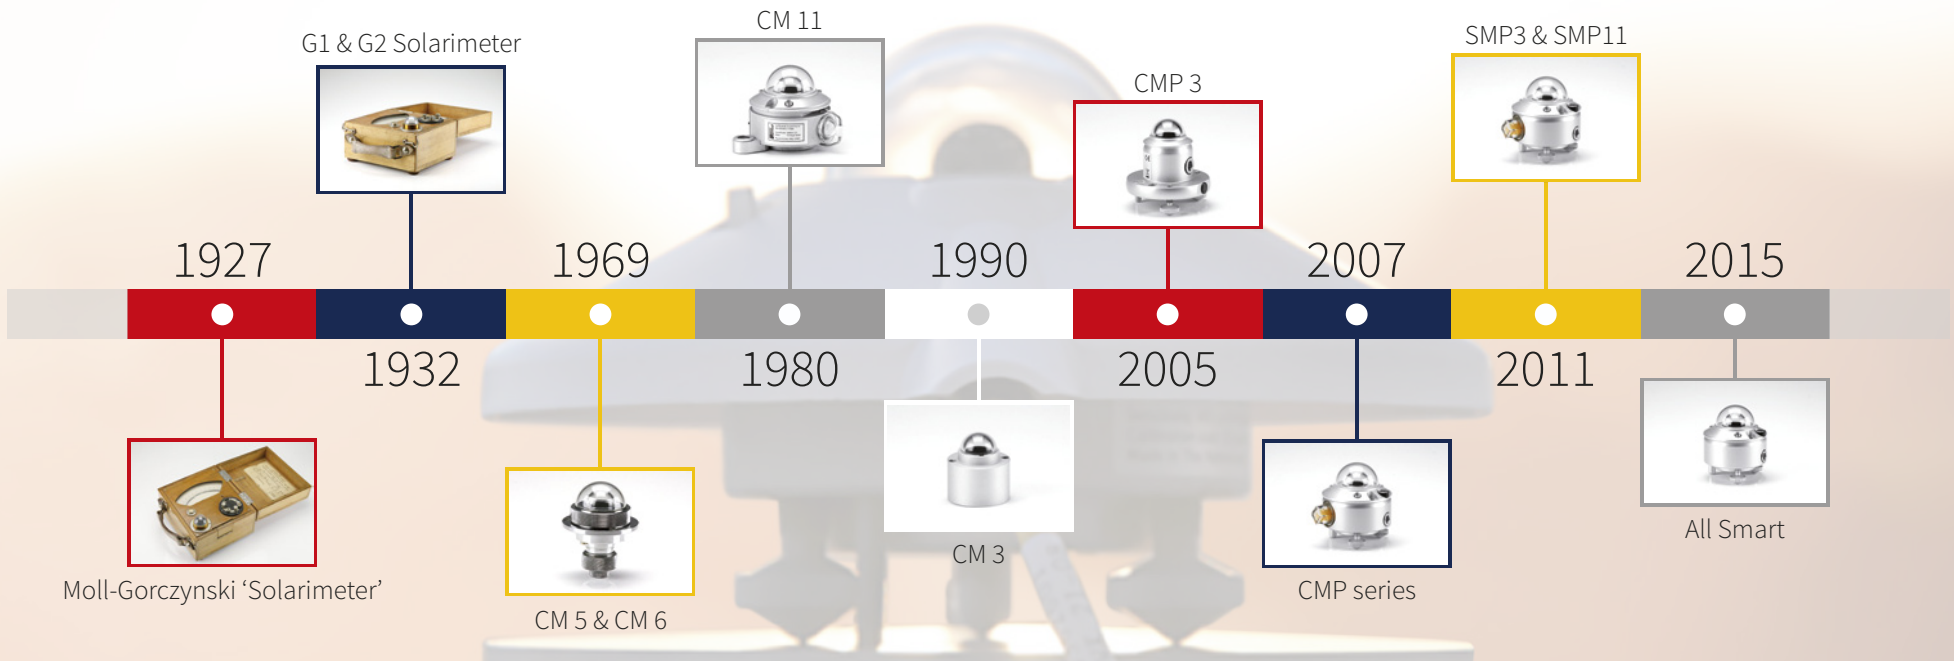 CM 11
G1 & G2 Solarimeter
SMP3 & SMP11
CMP 3
1927
1969
1990
2007
2015
1932
1980
2005
2011
All Smart
CM 3
Moll-Gorczynski ‘Solarimeter’
CMP series
CM 5 & CM 6